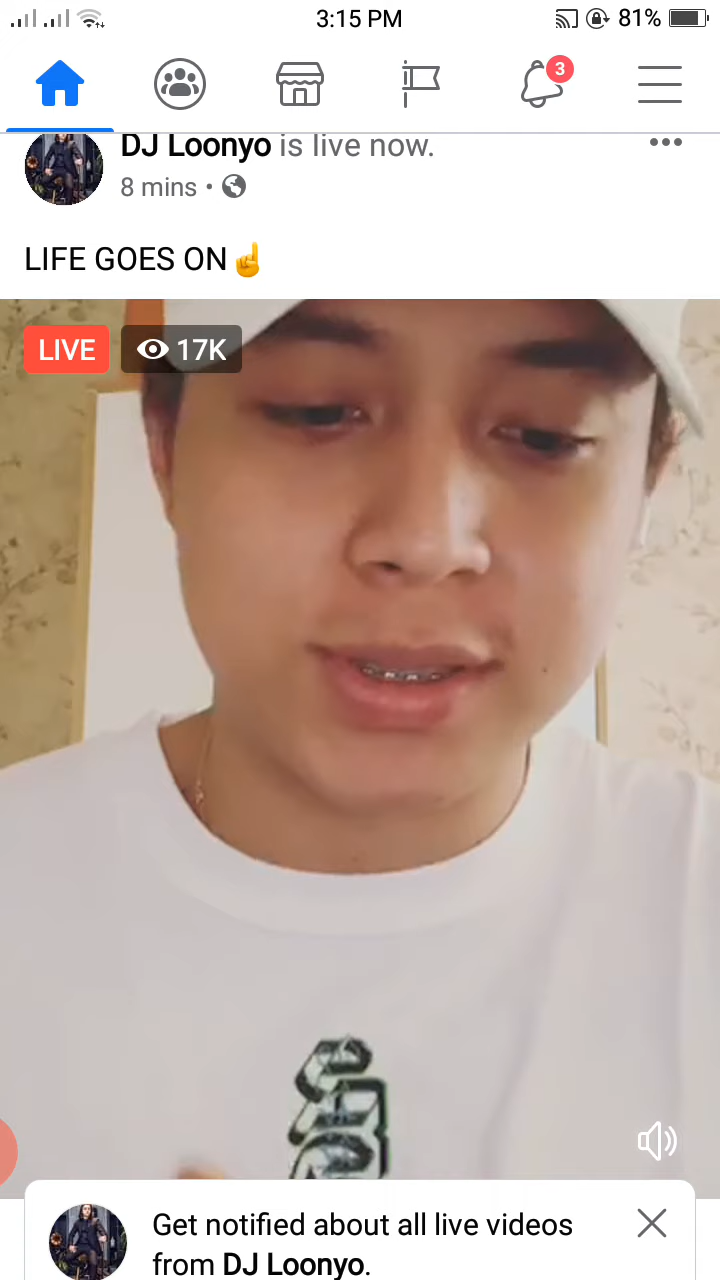 3:15 PM
81%
3
DJ Loonyo is live now.
8 mins •
LIFE GOES ON☝️
LIVE 17K
Get notified about all live videos
from DJ Loonyo.